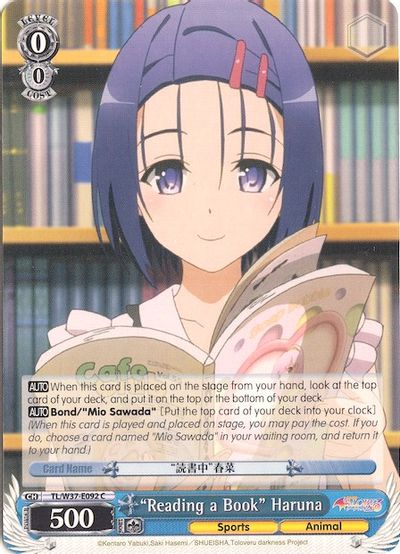 LEVEL
0
0
COST
Cafe
AUTO When this card is placed on the stage from your hand, look at the top
card of your deck, and put it on the top or the bottom of your deck.
AUTO Bond/"Mio Sawada" [Put the top card of your deck into your clock]
(When this card is played and placed on stage, you may pay the cost. If you
do, choose a card named "Mio Sawada" in your waiting room, and return it
to your hand.)
Card Name
"読書中"春菜
CH TL/W37-E092 C
500
"Reading a Book" Haruna
Sports
Animal
©Kentaro Yabuki,Saki Hasemi／SHUEISHA,Toloveru darkness Project